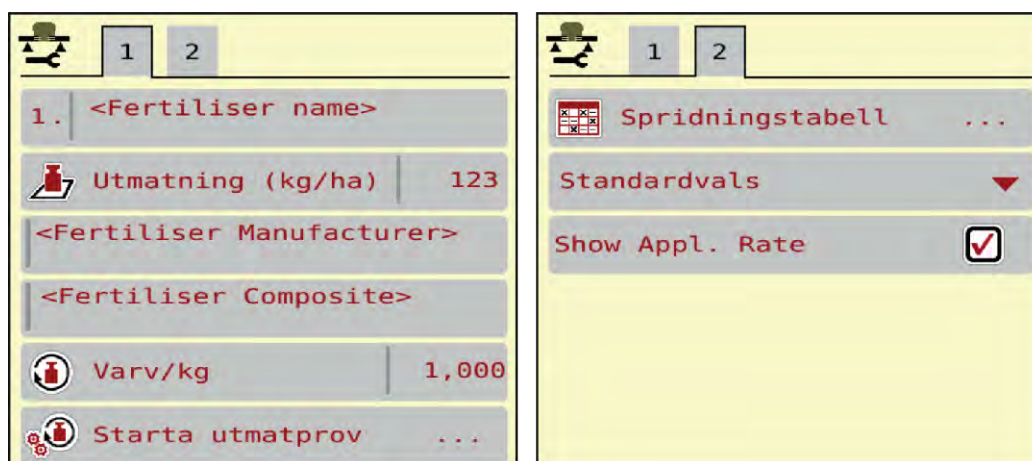 1 2
1. <Fertiliser name>
Utmatning (kg/ha) 123
<Fertiliser Manufacturer>
<Fertiliser Composite>
Varv/kg 1,000
Starta utmatprov ...
1 2
Spridningstabell ...
Standardvals
Show Appl. Rate